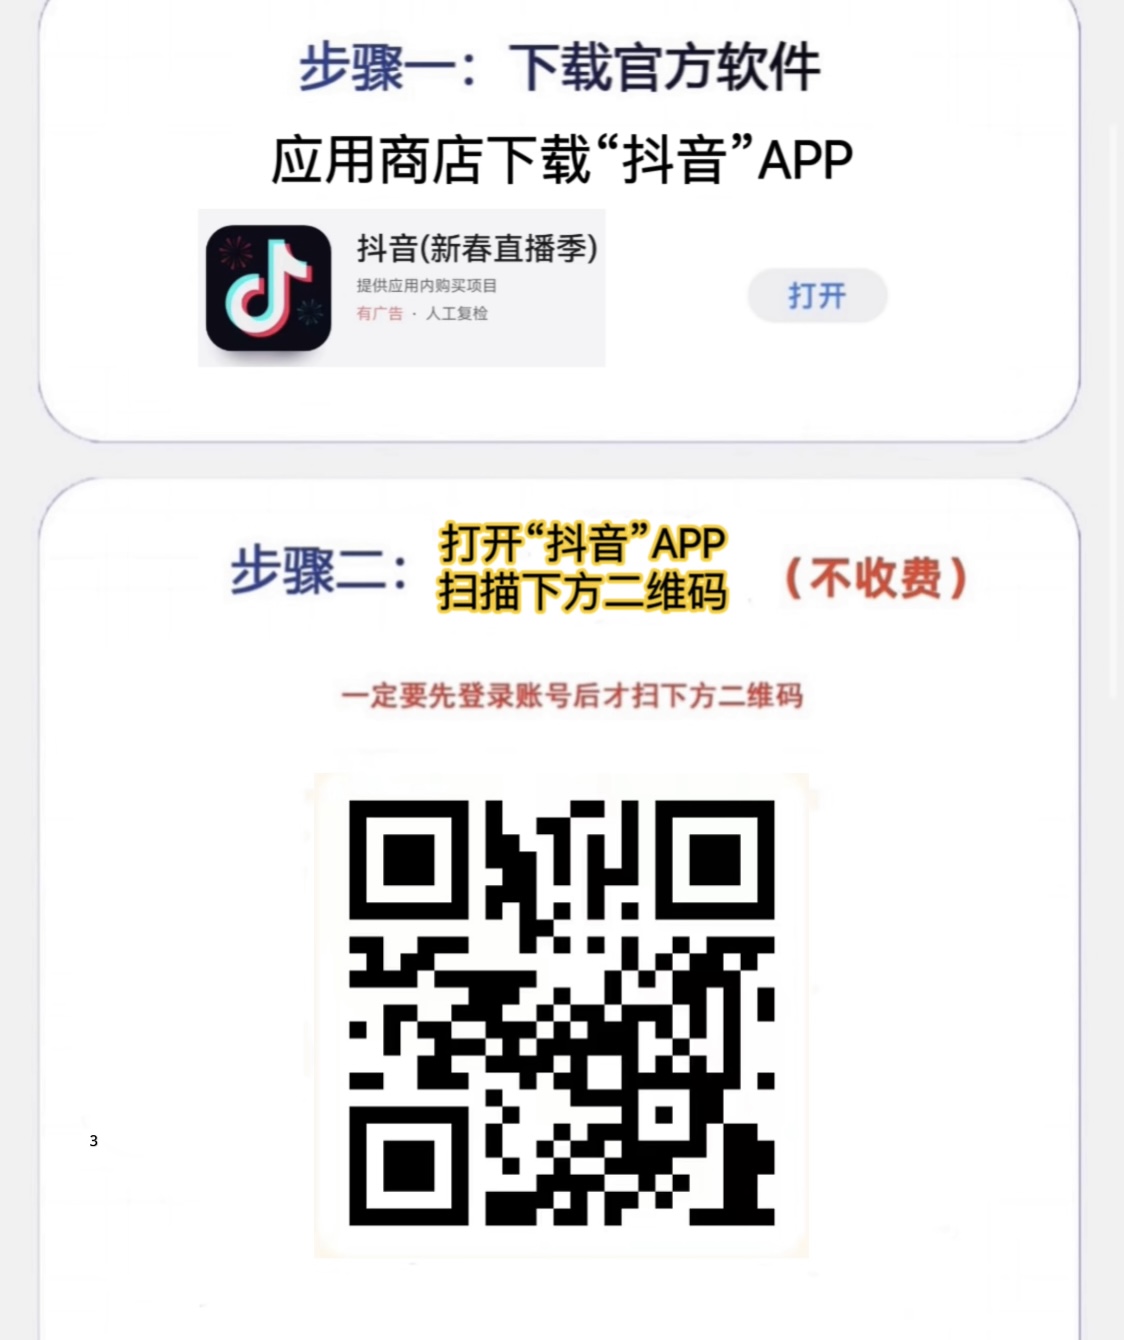 步骤一：下载官方软件
应用商店下载“抖音”APP
抖音(新春直播季)
提供应用内购买项目
有广告 · 人工复检
打开
步骤二：
打开“抖音”APP
扫描下方二维码
（不收费）
一定要先登录账号后才扫下方二维码
3